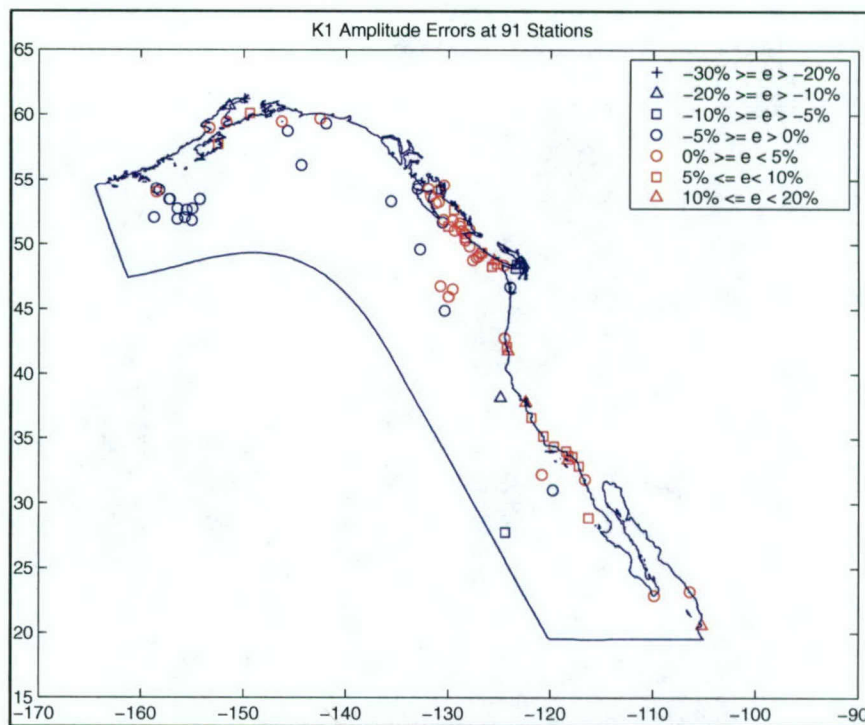 K1 Amplitude Errors at 91 Stations
65
60
55
50
45
40
35
30
25
20
15
−30% >= e > −20%
−20% >= e > −10%
−10% >= e > −5%
−5% >= e > 0%
0% >= e < 5%
5% <= e< 10%
10% <= e < 20%
−170 −160 −150 −140 −130 −120 −110 −100 −90